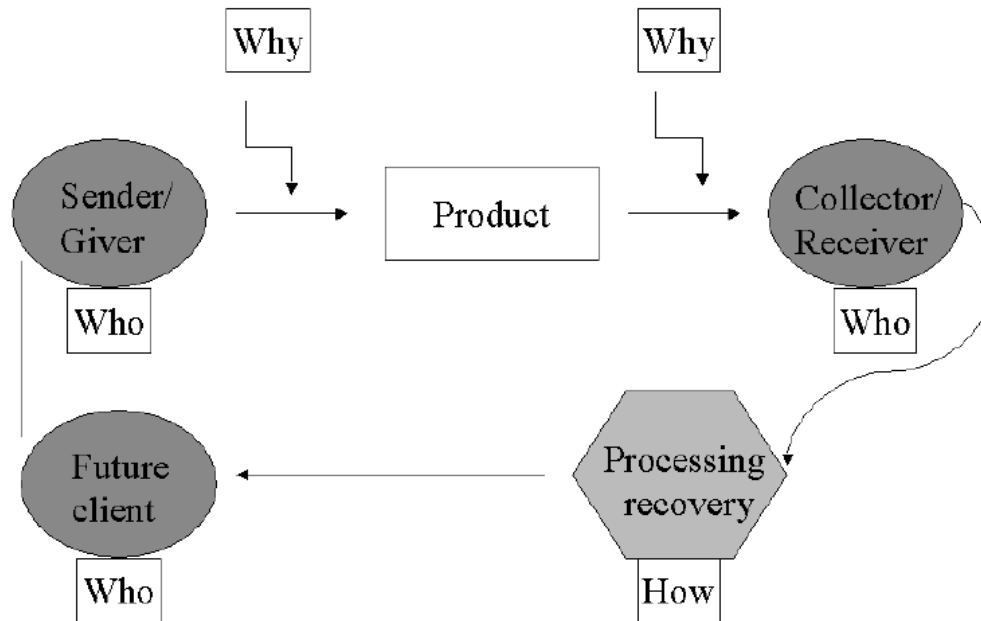 Why
Why
Sender/
Giver
Product
Collector/
Receiver
Who
Who
Future
client
Processing
recovery
Who
How